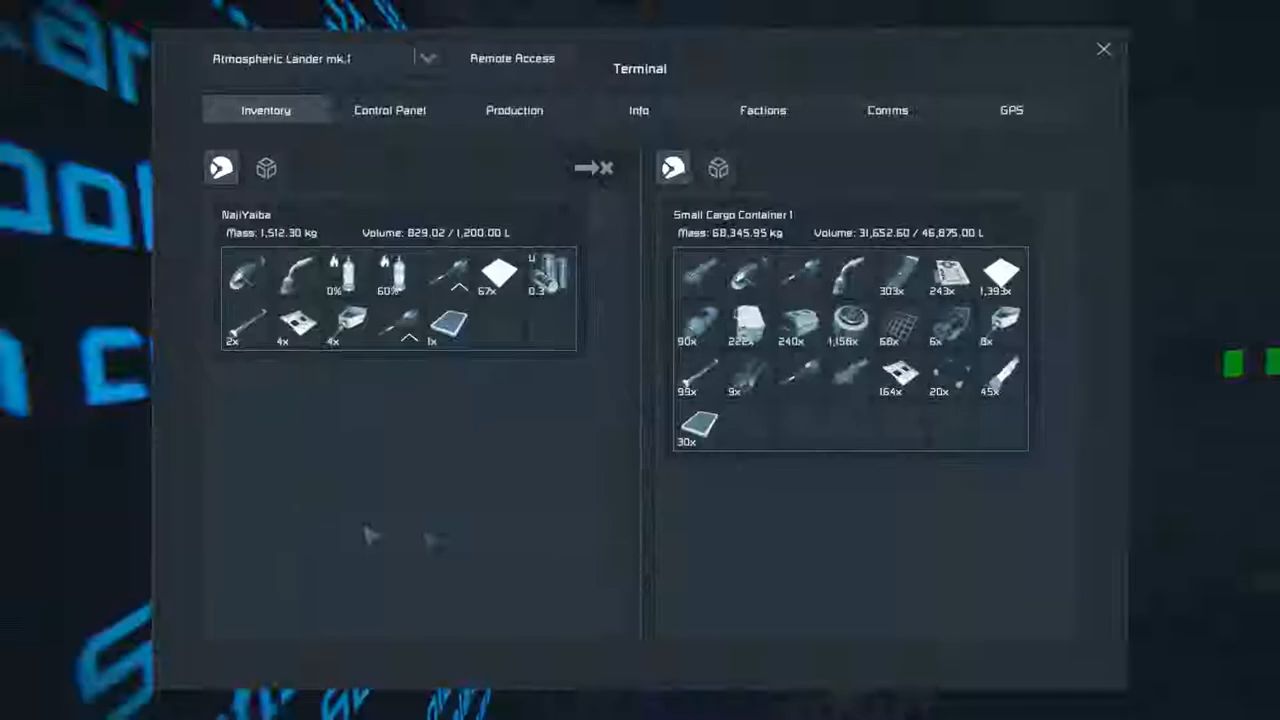 Atmospheric Lander mk.1
Remote Access
Terminal
Inventory
Control Panel
Production
Info
Factions
Comms
GPS
NajiYaiba
Mass: 1,512.30 kg
Volume: 829.02 / 1,200.00 L
0%
60%
67x
U
0.3
2x
4x
4x
1x
Small Cargo Container 1
Mass: 68,345.95 kg
Volume: 31,652.60 / 46,875.00 L
303x
243x
1,393x
90x
222x
240x
1,156x
68x
6x
8x
99x
9x
164x
20x
45x
30x